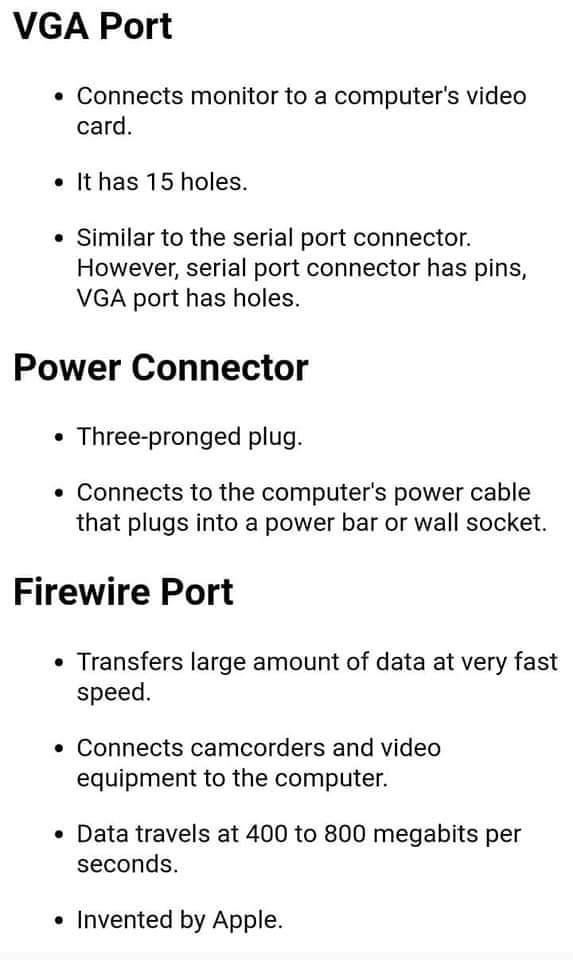 VGA Port
• Connects monitor to a computer's video
card.
• It has 15 holes.
• Similar to the serial port connector.
However, serial port connector has pins,
VGA port has holes.
Power Connector
• Three-pronged plug.
• Connects to the computer's power cable
that plugs into a power bar or wall socket.
Firewire Port
• Transfers large amount of data at very fast
speed.
• Connects camcorders and video
equipment to the computer.
• Data travels at 400 to 800 megabits per
seconds.
• Invented by Apple.